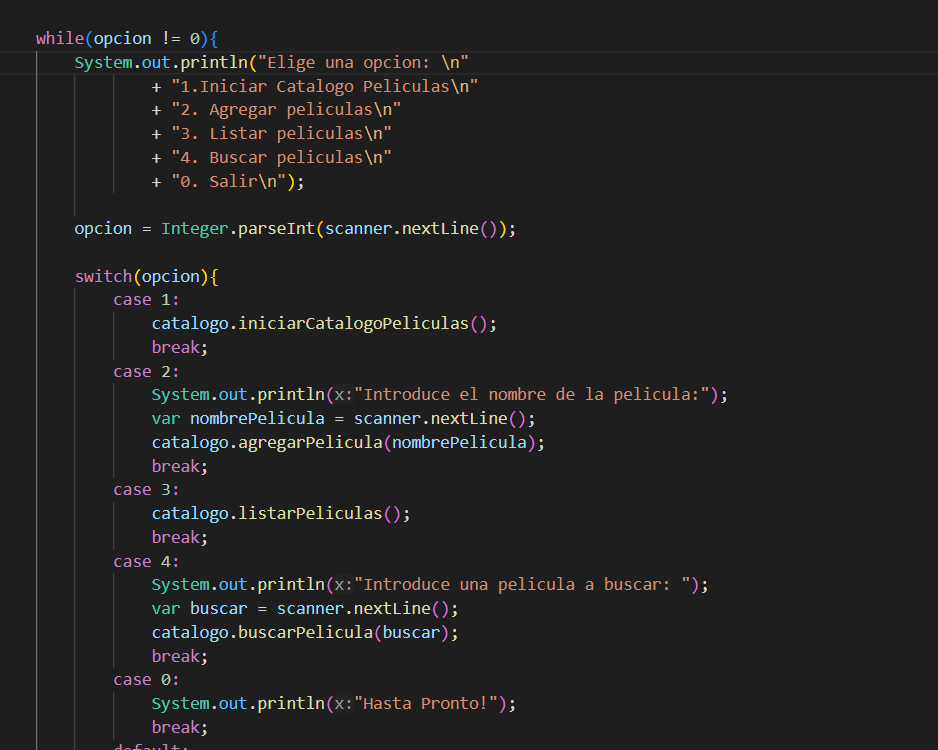 while(opcion != 0){
System.out.println("Elige una opcion: \n"
+ "1.Iniciar Catalogo Peliculas\n"
+ "2. Agregar peliculas\n"
+ "3. Listar peliculas\n"
+ "4. Buscar peliculas\n"
+ "0. Salir\n");
opcion = Integer.parseInt(scanner.nextLine());
switch(opcion){
case 1:
catalogo.iniciarCatalogoPeliculas();
break;
case 2:
System.out.println(x:"Introduce el nombre de la pelicula:");
var nombrePelicula = scanner.nextLine();
catalogo.agregarPelicula(nombrePelicula);
break;
case 3:
catalogo.listarPeliculas();
break;
case 4:
System.out.println(x:"Introduce una pelicula a buscar: ");
var buscar = scanner.nextLine();
catalogo.buscarPelicula(buscar);
break;
case 0:
System.out.println(x:"Hasta Pronto!");
break;
default: